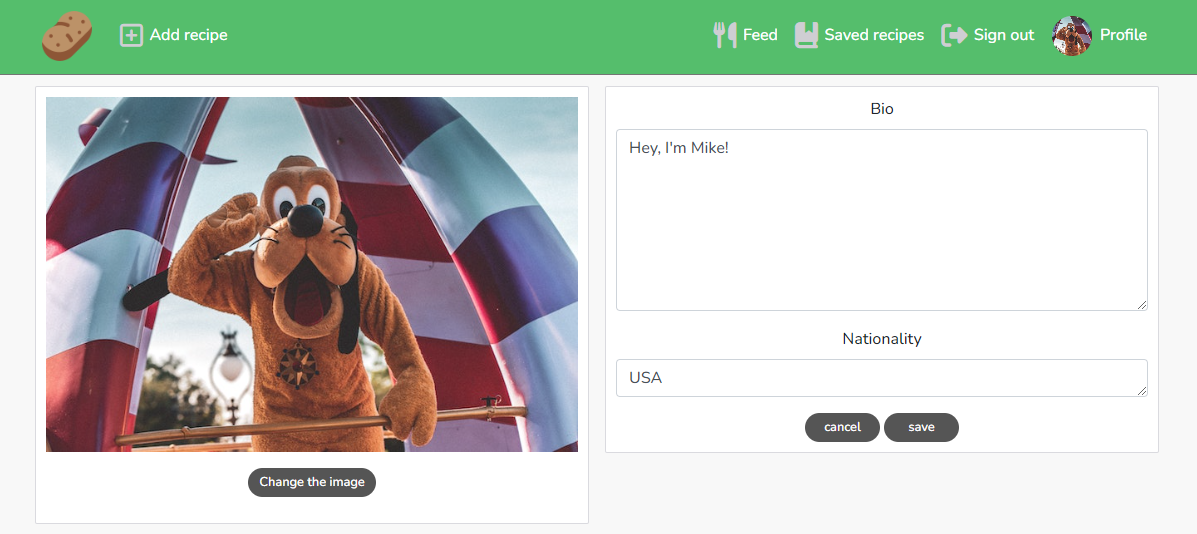 Add recipe
Feed
Saved recipes
Sign out
Profile
Bio
Hey, I'm Mike!
Nationality
USA
cancel
save
Change the image